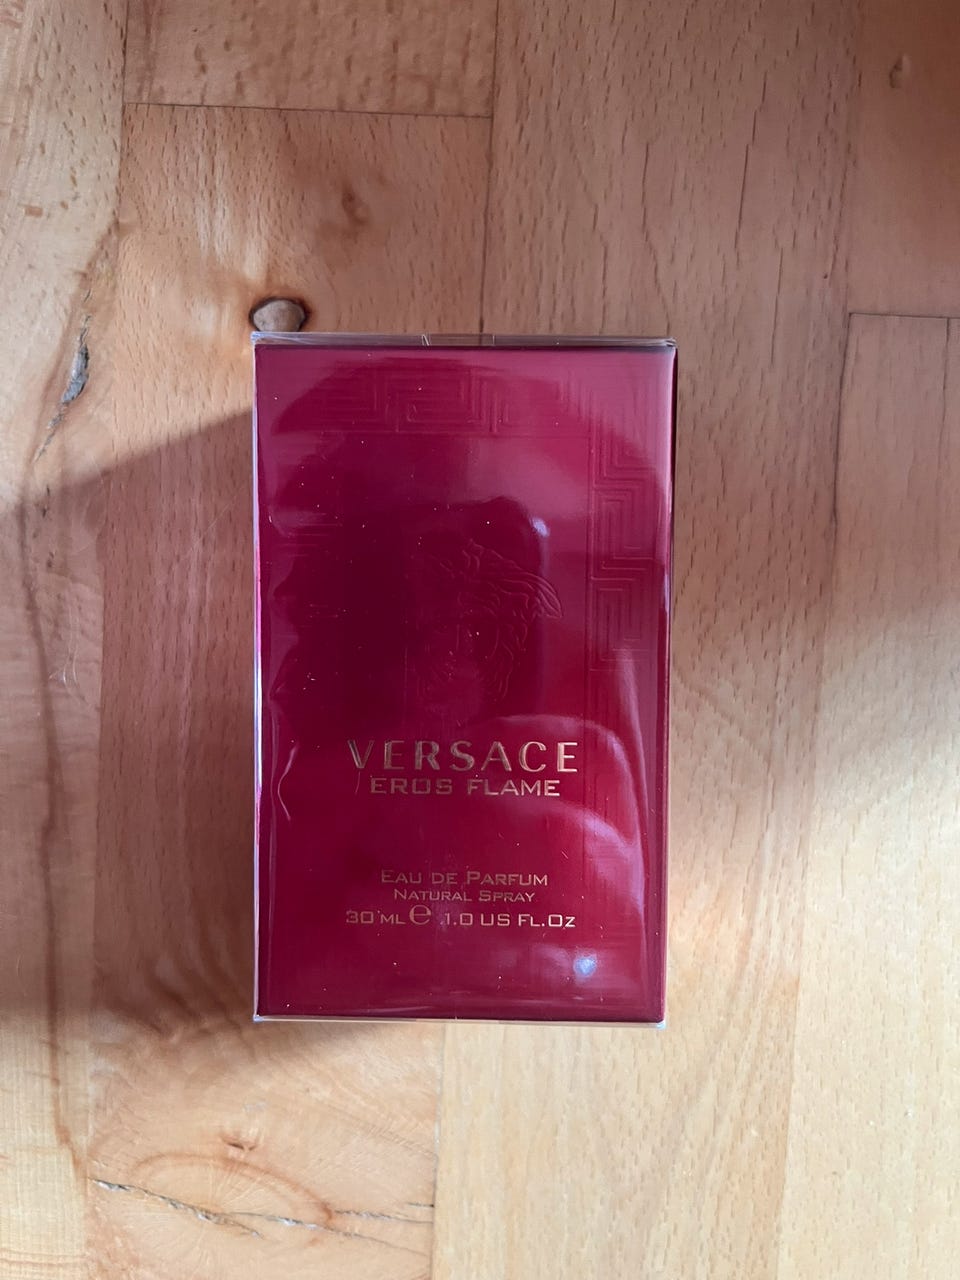 VERSACE
EROS FLAME
EAU DE PARFUM
NATURAL SPRAY
30 ML e 1.0 US FL.OZ